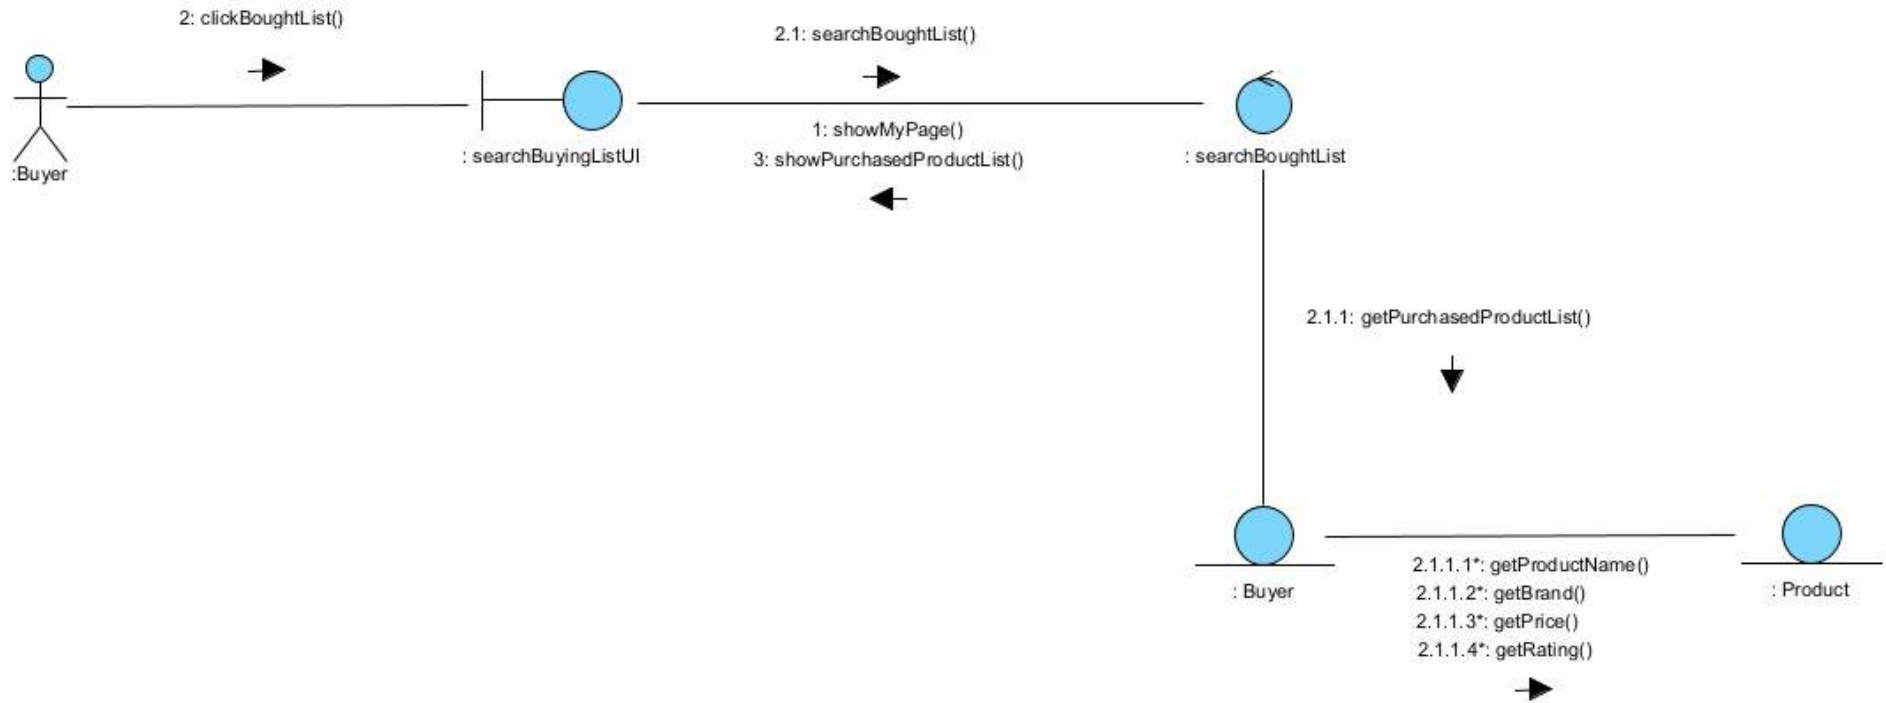 2: clickBoughtList()
2.1: searchBoughtList()
1: showMyPage()
3: showPurchasedProductList()
:Buyer
: searchBuyingListUI
: searchBoughtList
2.1.1: getPurchasedProductList()
2.1.1.1*: getProductName()
2.1.1.2*: getBrand()
2.1.1.3*: getPrice()
2.1.1.4*: getRating()
: Buyer
: Product